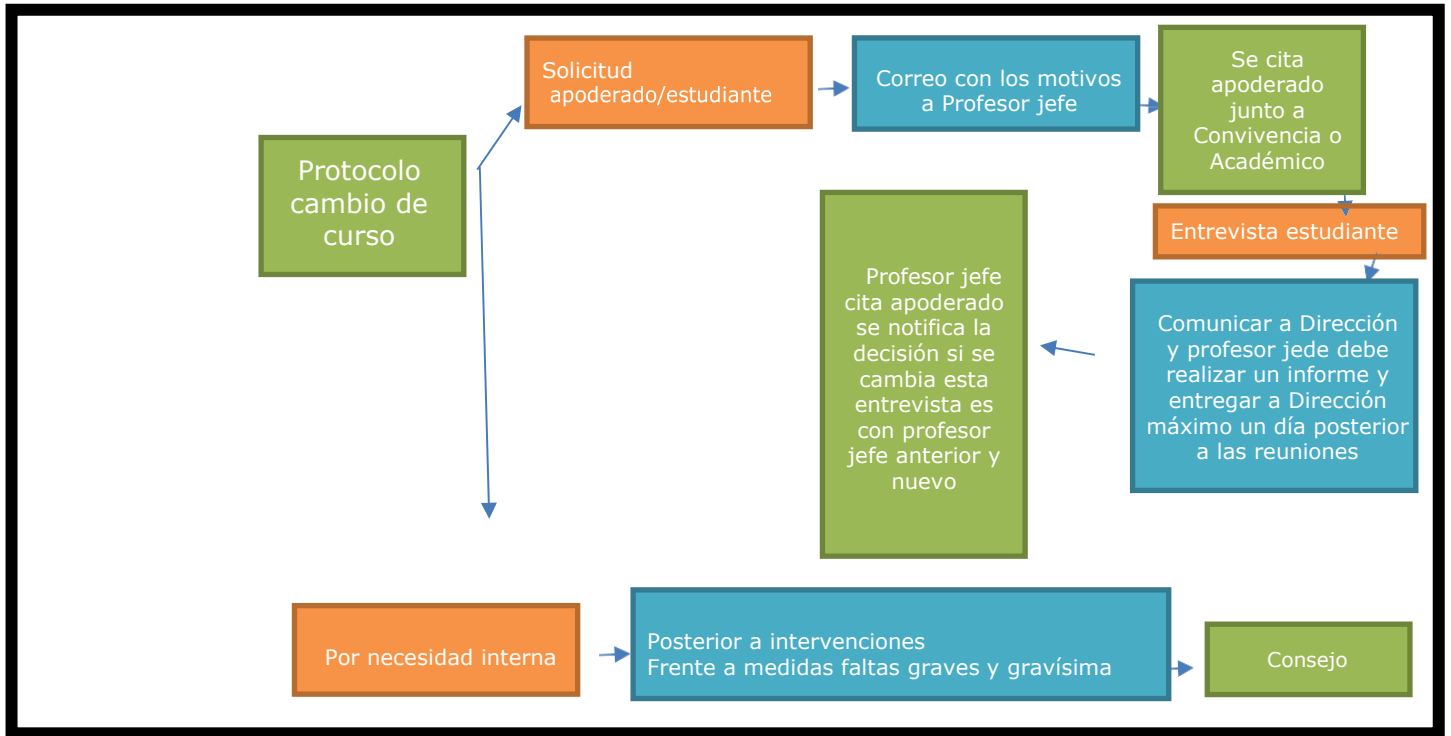 Protocolo
cambio de
curso
Solicitud
apoderado/estudiante
Correo con los motivos
a Profesor jefe
Se cita
apoderado
junto a
Convivencia o
Académico
Entrevista estudiante
Comunicar a Dirección
y profesor jede debe
realizar un informe y
entregar a Dirección
máximo un día posterior
a las reuniones
Profesor jefe
cita apoderado
se notifica la
decisión si se
cambia esta
entrevista es
con profesor
jefe anterior y
nuevo
Por necesidad interna
Posterior a intervenciones
Frente a medidas faltas graves y gravísima
Consejo